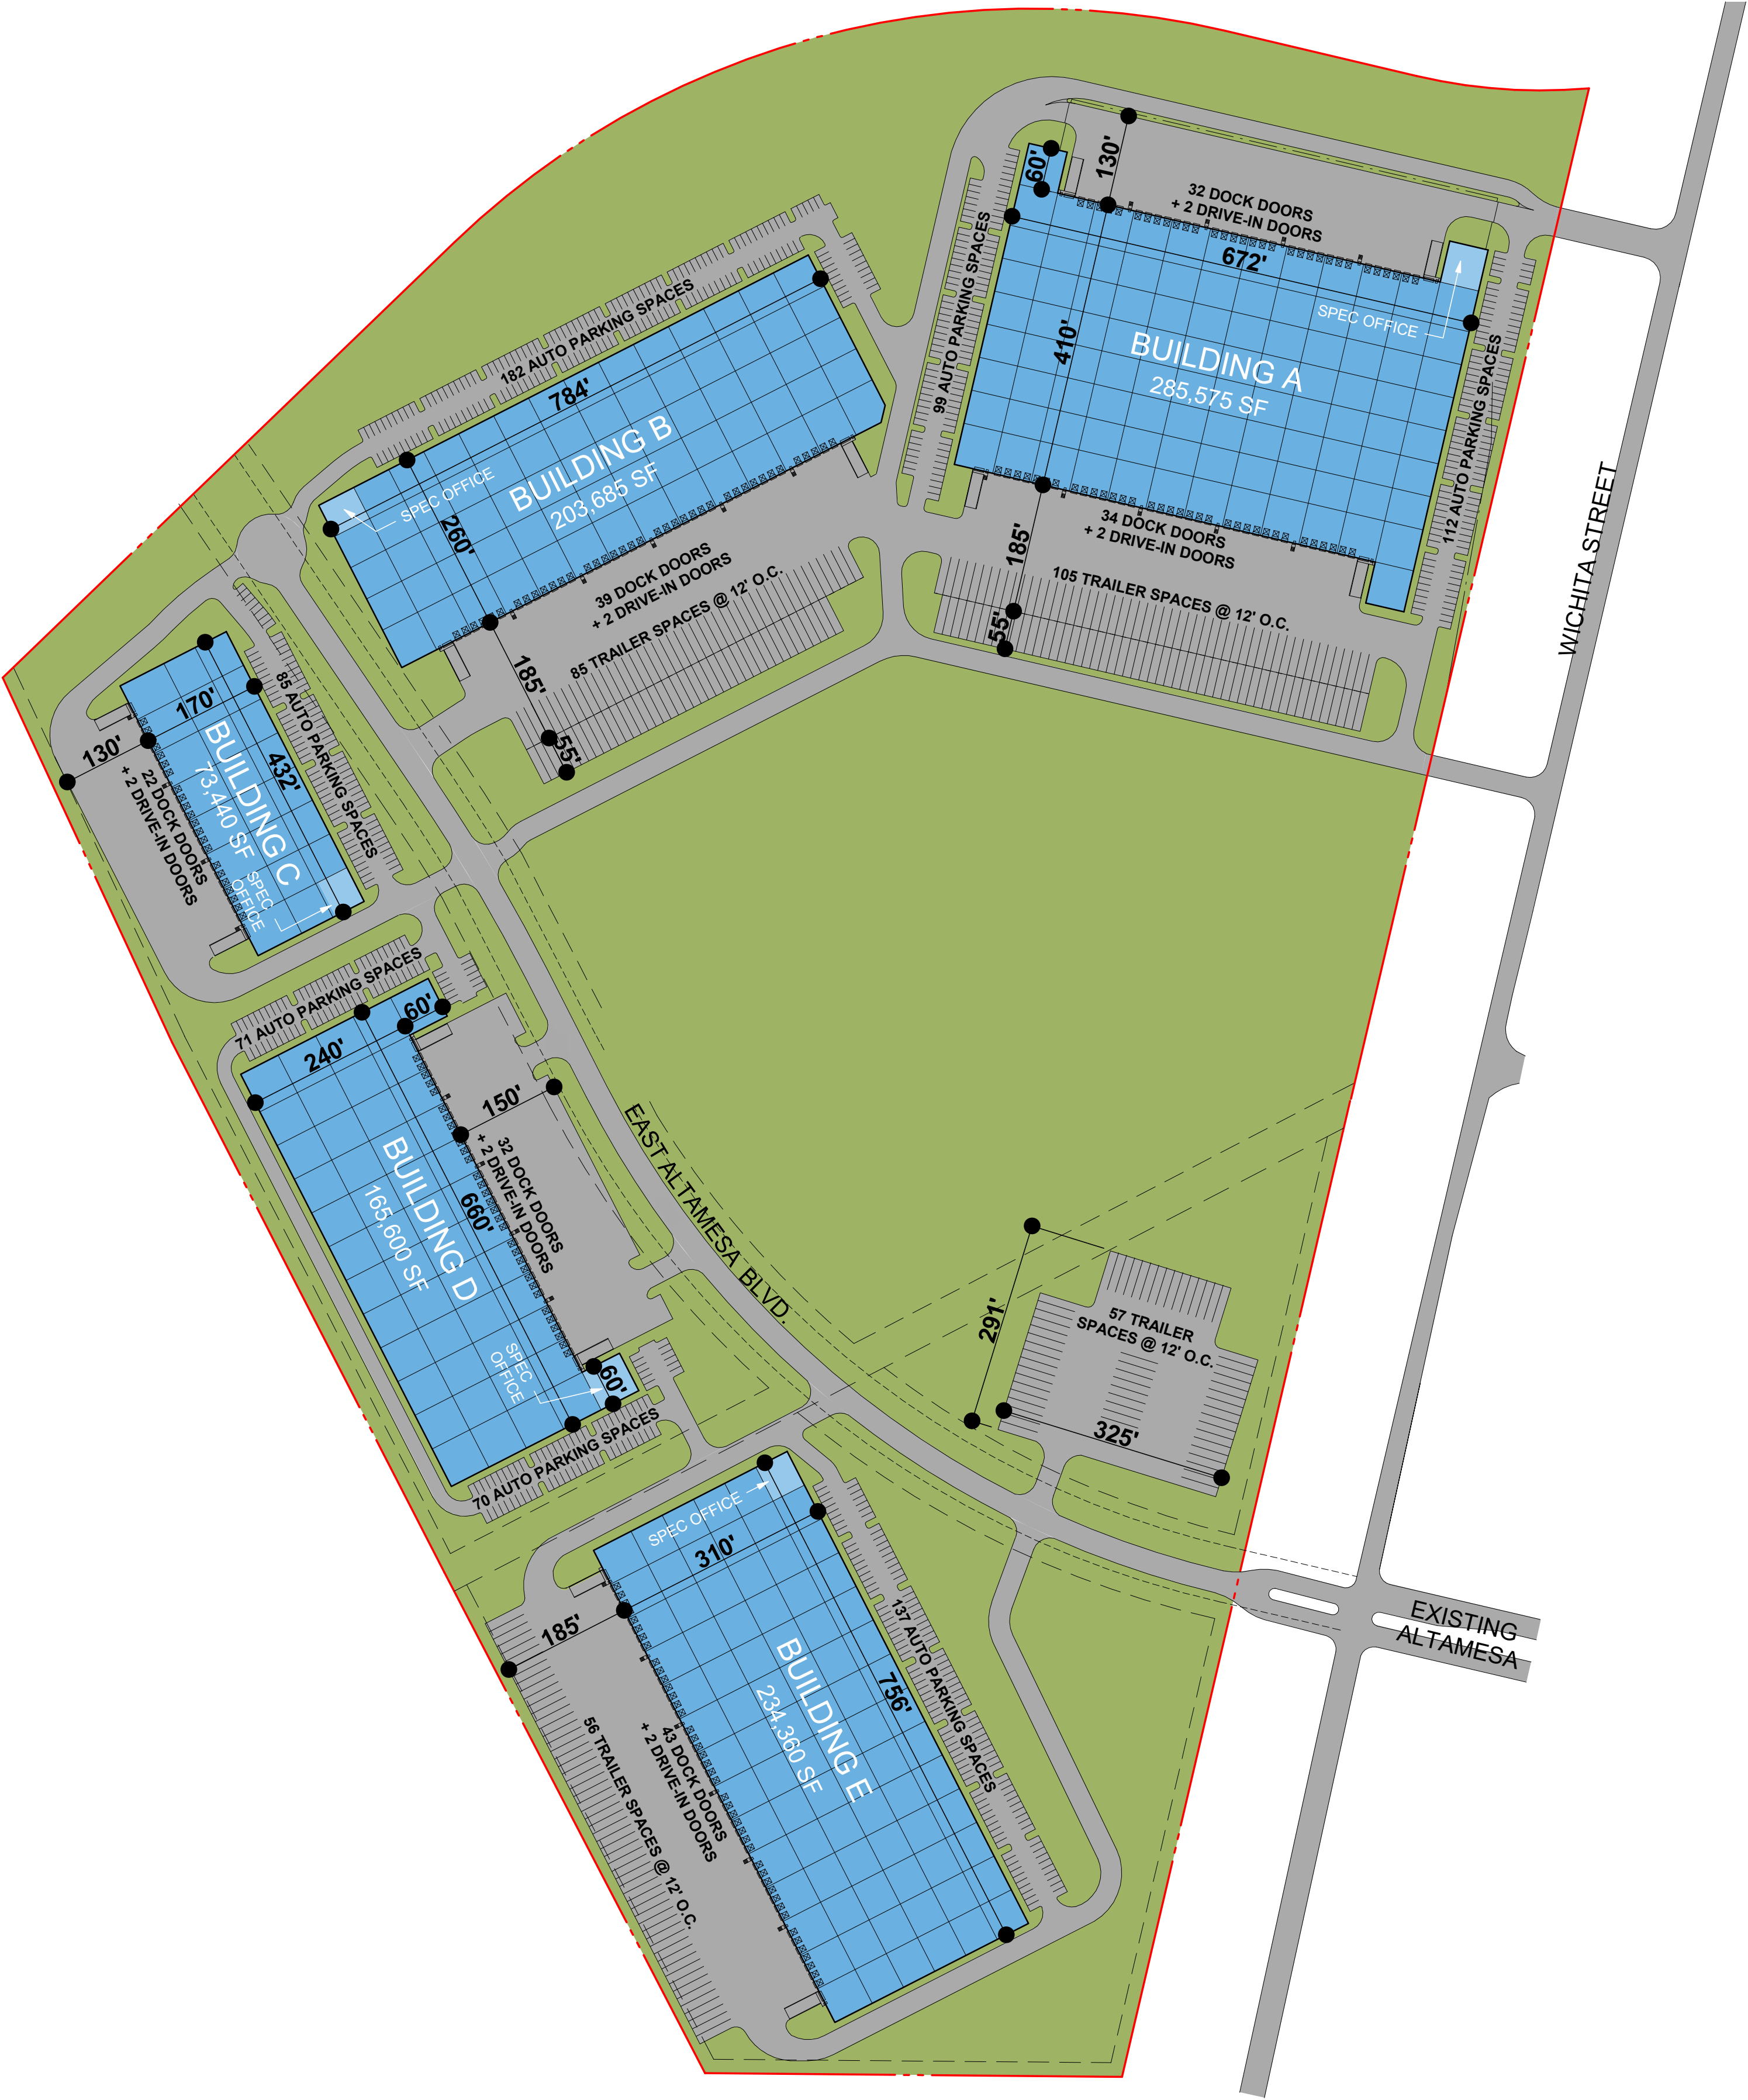 130'
60'
32 DOCK DOORS
+ 2 DRIVE-IN DOORS
672'
SPEC OFFICE
99 AUTO PARKING SPACES
410'
BUILDING A
285,575 SF
112 AUTO PARKING SPACES
34 DOCK DOORS
+ 2 DRIVE-IN DOORS
185'
55'
105 TRAILER SPACES @ 12' O.C.
WICHITA STREET
182 AUTO PARKING SPACES
784'
BUILDING B
203,685 SF
SPEC OFFICE
260'
39 DOCK DOORS
+ 2 DRIVE-IN DOORS
85 TRAILER SPACES @ 12' O.C.
185'
55'
85 AUTO PARKING SPACES
170'
130'
BUILDING C
73,440 SF
432'
22 DOCK DOORS
+ 2 DRIVE-IN DOORS
SPEC
OFFICE
71 AUTO PARKING SPACES
60'
240'
150'
32 DOCK DOORS
+ 2 DRIVE-IN DOORS
BUILDING D
165,600 SF
660'
SPEC
OFFICE
60'
70 AUTO PARKING SPACES
EAST ALTAMESA BLVD.
291'
57 TRAILER
SPACES @ 12' O.C.
325'
SPEC OFFICE
310'
185'
BUILDING E
234,360 SF
756'
137 AUTO PARKING SPACES
43 DOCK DOORS
+ 2 DRIVE-IN DOORS
56 TRAILER SPACES @ 12' O.C.
EXISTING
ALTAMESA